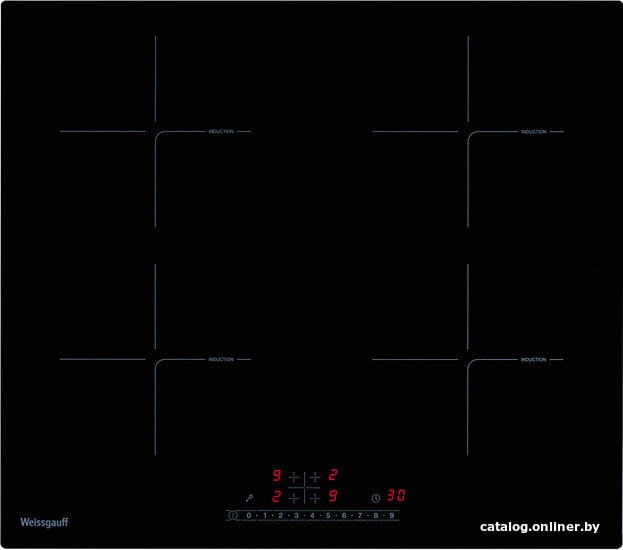 INDUCTION INDUCTION
INDUCTION INDUCTION
9 2
2 9 30
0 · 1 · 2 · 3 · 4 · 5 · 6 · 7 · 8 · 9
Weissgauff
catalog.onliner.by